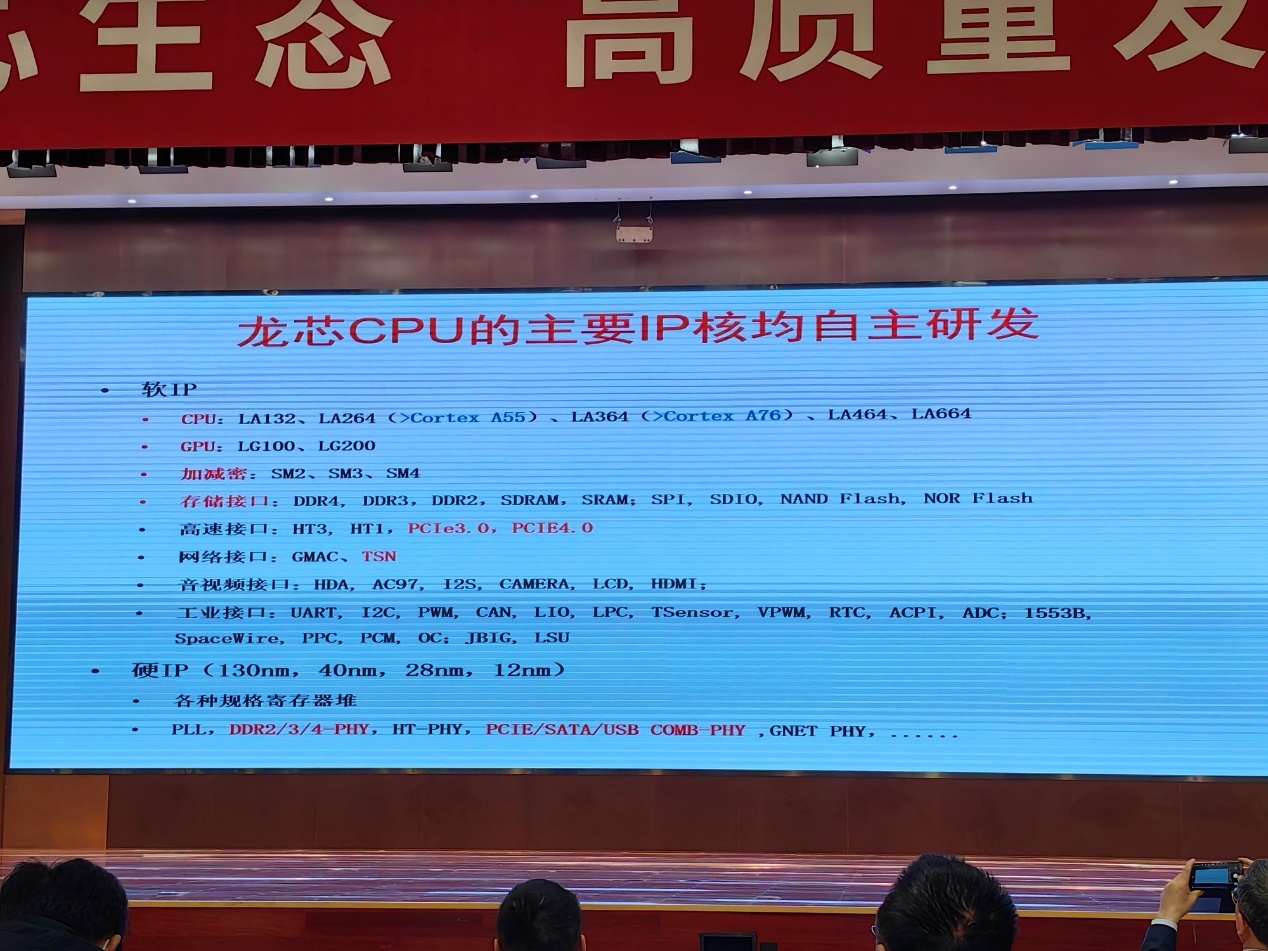 生态 高质量发
龙芯CPU的主要IP核均自主研发
• 软IP
• CPU: LA132、LA264（>Cortex A55）、LA364（>Cortex A76）、LA464、LA664
• GPU: LG100、LG200
• 加减密: SM2、SM3、SM4
• 存储接口: DDR4, DDR3, DDR2, SDRAM, SRAM; SPI, SDIO, NAND Flash, NOR Flash
• 高速接口: HT3, HT1, PCIe3.0, PCIE4.0
• 网络接口: GMAC、TSN
• 音视频接口: HDA, AC97, I2S, CAMERA, LCD, HDMI;
• 工业接口: UART, I2C, PWM, CAN, LIO, LPC, TSensor, VPWM, RTC, ACPI, ADC; 1553B,
SpaceWire, PPC, PCM, OC; JBIG, LSU
• 硬IP（130nm, 40nm, 28nm, 12nm）
• 各种规格寄存器堆
• PLL, DDR2/3/4-PHY, HT-PHY, PCIE/SATA/USB COMB-PHY ,GNET PHY, ......